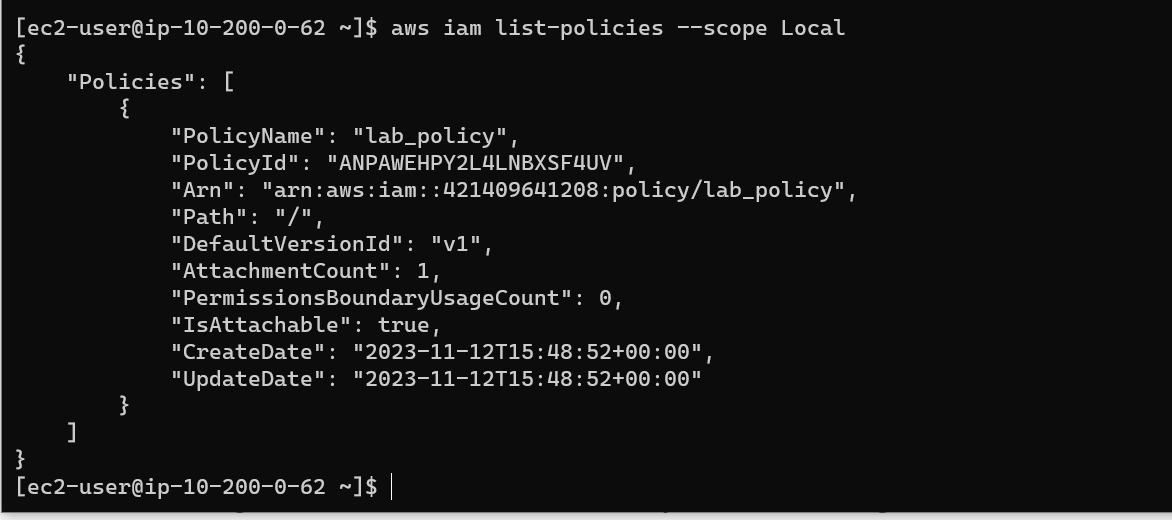 [ec2-user@ip-10-200-0-62 ~]$ aws iam list-policies --scope Local
{
    "Policies": [
        {
            "PolicyName": "lab_policy",
            "PolicyId": "ANPAWEHPY2L4LNBXSF4UV",
            "Arn": "arn:aws:iam::421409641208:policy/lab_policy",
            "Path": "/",
            "DefaultVersionId": "v1",
            "AttachmentCount": 1,
            "PermissionsBoundaryUsageCount": 0,
            "IsAttachable": true,
            "CreateDate": "2023-11-12T15:48:52+00:00",
            "UpdateDate": "2023-11-12T15:48:52+00:00"
        }
    ]
}
[ec2-user@ip-10-200-0-62 ~]$